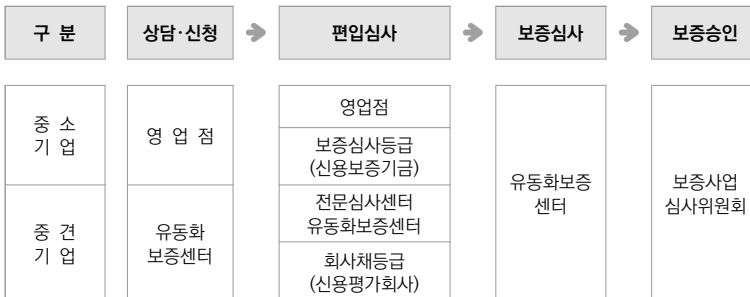 구 분
상담·신청
편입심사
보증심사
보증승인
중 소
기 업
영 업 점
영업점
보증심사등급
(신용보증기금)
중 견
기 업
유동화
보증센터
전문심사센터
유동화보증센터
회사채등급
(신용평가회사)
유동화보증
센터
보증사업
심사위원회